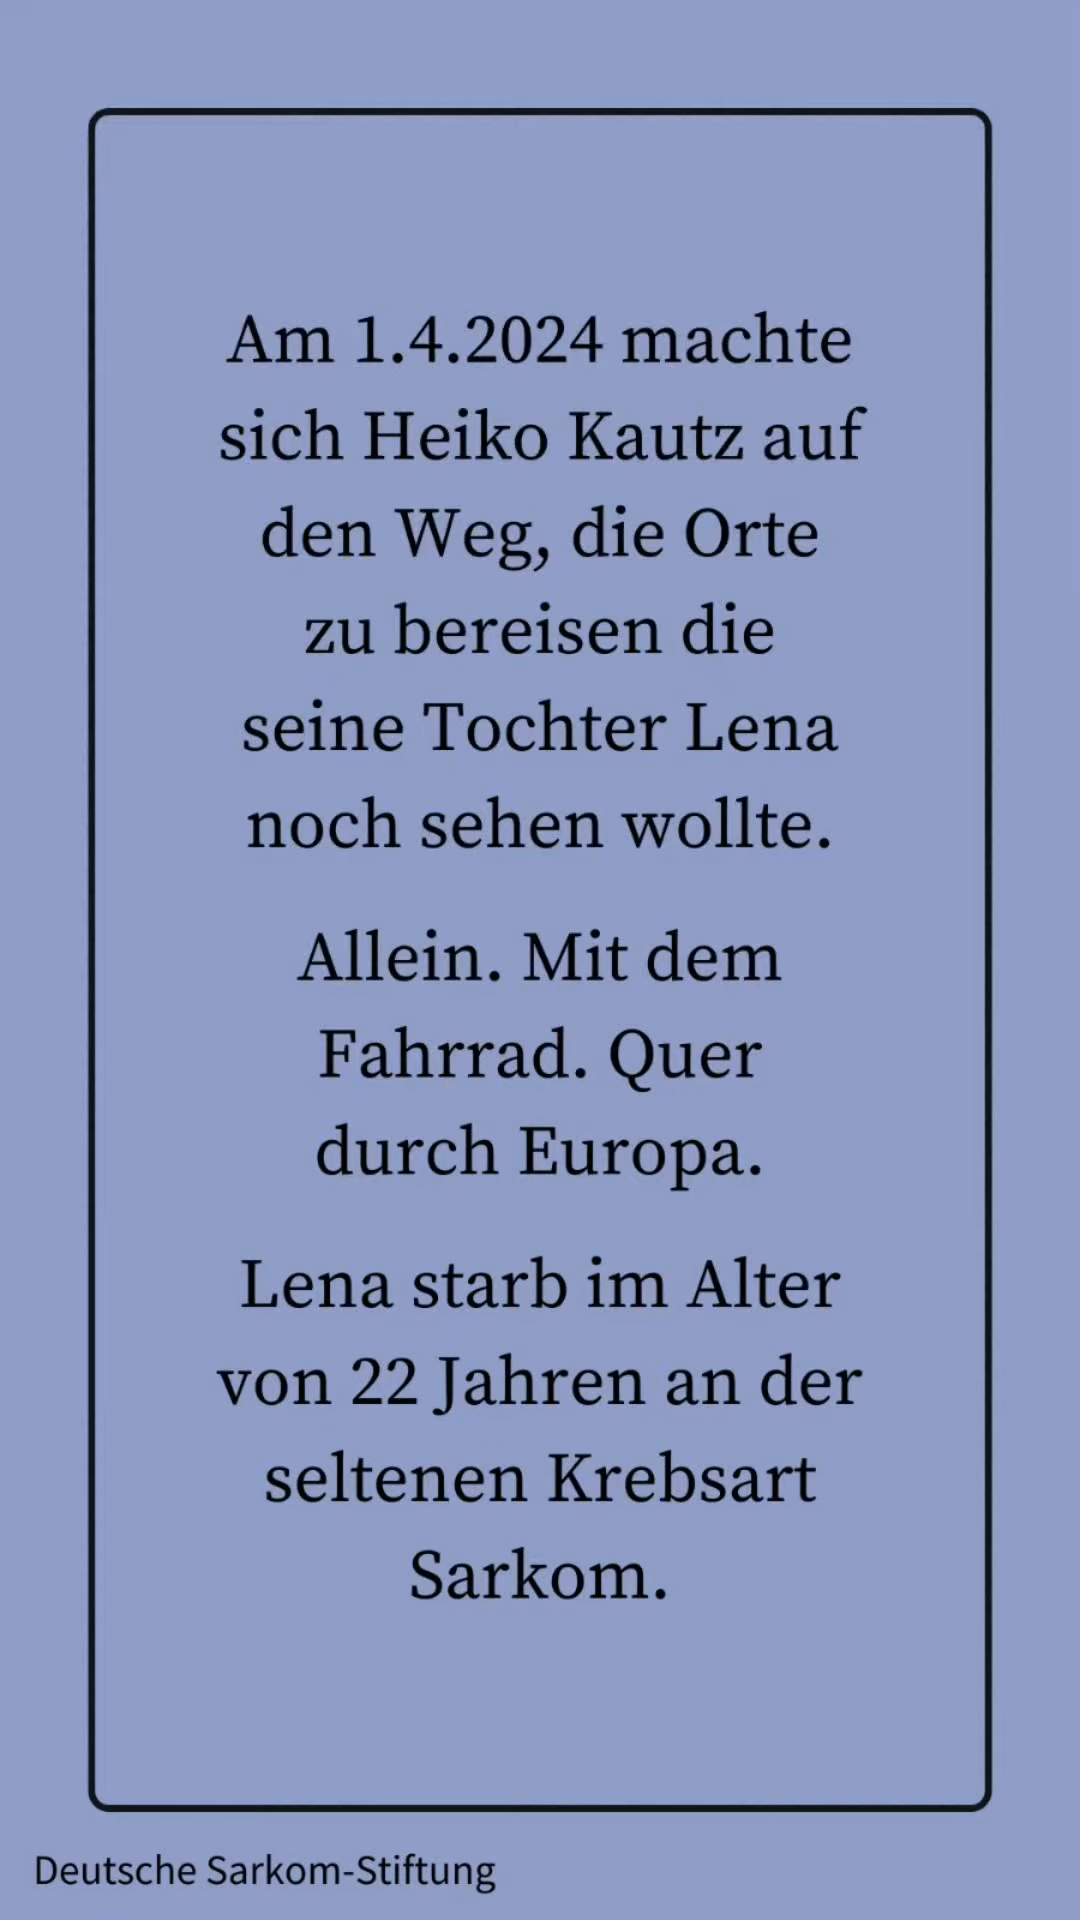 Am 1.4.2024 machte
sich Heiko Kautz auf
den Weg, die Orte
zu bereisen die
seine Tochter Lena
noch sehen wollte.
Allein. Mit dem
Fahrrad. Quer
durch Europa.
Lena starb im Alter
von 22 Jahren an der
seltenen Krebsart
Sarkom.
Deutsche Sarkom-Stiftung